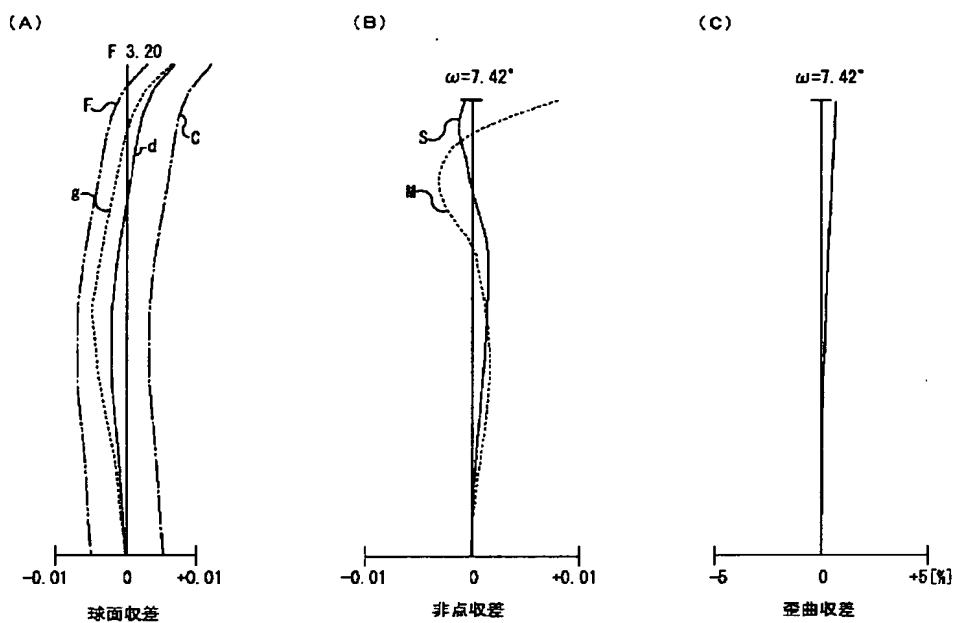 (A)
(B)
(C)
F 3.20
ω=7.42°
ω=7.42°
F
C
d
g
S
M
-0.01
0
+0.01
-0.01
0
+0.01
-5
0
+5[%]
球面収差
非点収差
歪曲収差